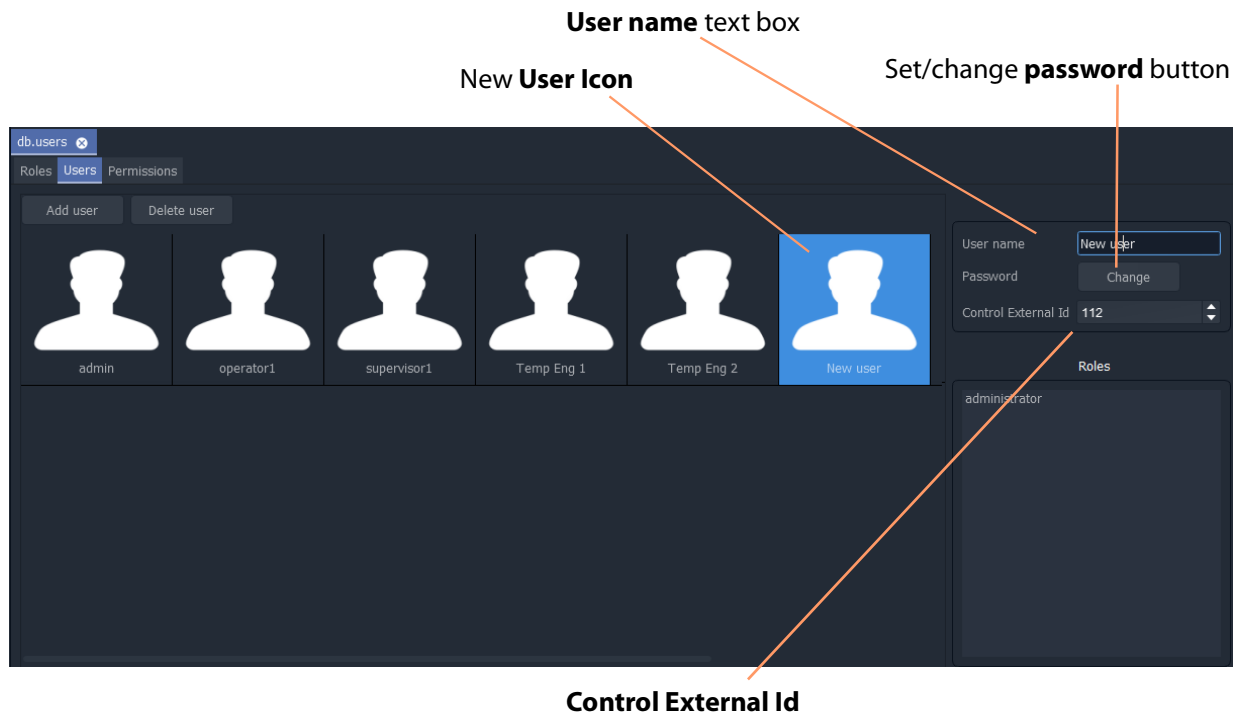 User name text box
Set/change password button
New User Icon
db.users
Roles Users Permissions
Add user Delete user
User name New user
Password Change
Control External Id 112
admin operator1 supervisor1 Temp Eng 1 Temp Eng 2 New user
Roles
administrator
Control External Id